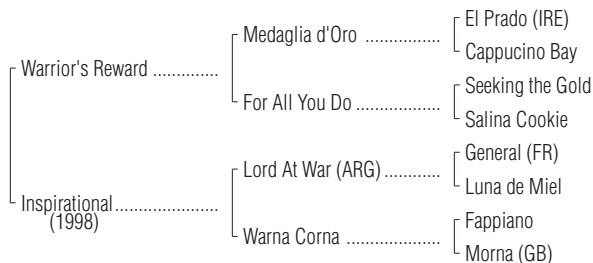 El Prado (IRE)
Medaglia d'Oro ................
Cappucino Bay
Warrior's Reward ..............
Seeking the Gold
For All You Do ..................
Salina Cookie
General (FR)
Lord At War (ARG) ............
Luna de Miel
Inspirational ......................
(1998)
Fappiano
Warna Corna ....................
Morna (GB)